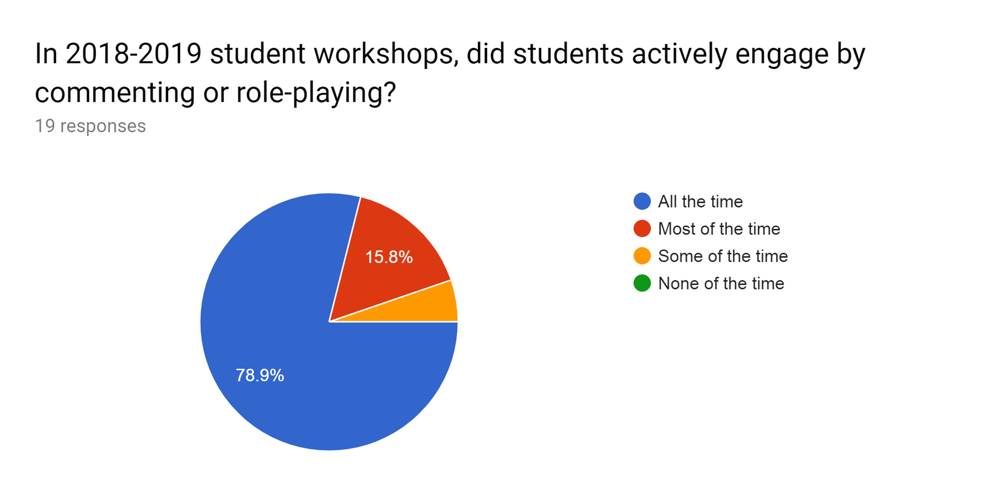 In 2018-2019 student workshops, did students actively engage by
commenting or role-playing?
19 responses
All the time
Most of the time
Some of the time
None of the time
15.8%
78.9%